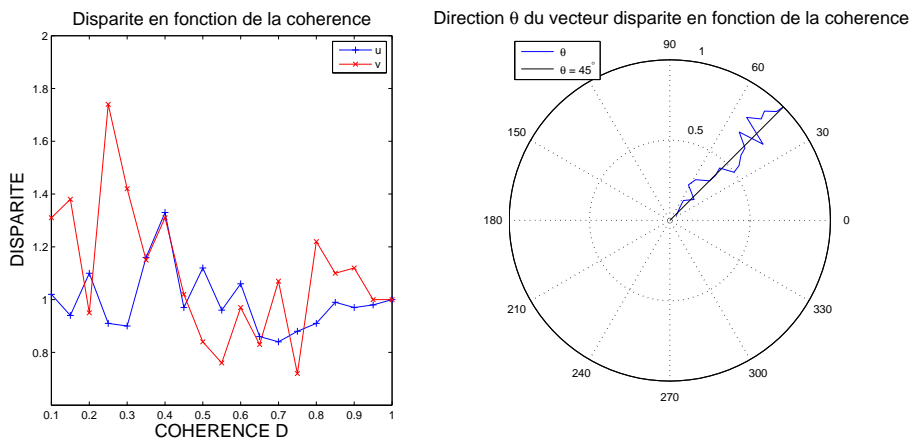 Disparite en fonction de la coherence
2
1.8
1.6
1.4
1.2
1
0.8
DISPARITE
u
v
0.1 0.2 0.3 0.4 0.5 0.6 0.7 0.8 0.9 1
COHERENCE D
Direction θ du vecteur disparite en fonction de la coherence
θ
θ = 45°
90
1
60
0.5
30
150
180
0
210
330
240
300
270